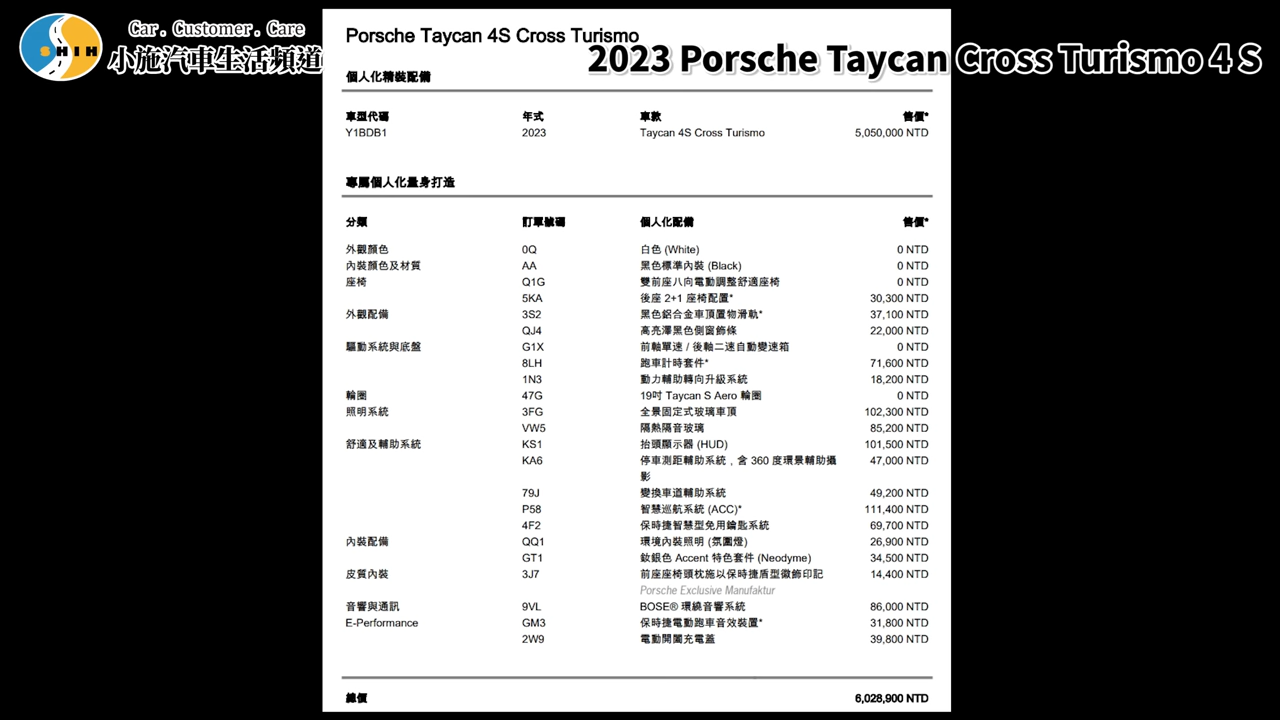 Car . Customer . Care
SHIH
小施汽車生活頻道
2023 Porsche Taycan Cross Turismo 4 S
Porsche Taycan 4S Cross Turismo
個人化精裝配備
車型代碼 年式 車款 售價*
Y1BDB1 2023 Taycan 4S Cross Turismo 5,050,000 NTD
專屬個人化量身打造
分類 訂單號碼 個人化配備 售價*
外觀顏色 0Q 白色 (White) 0 NTD
內裝顏色及材質 AA 黑色標準內裝 (Black) 0 NTD
座椅 Q1G 雙前座八向電動調整舒適座椅 0 NTD
5KA 後座 2+1 座椅配置* 30,300 NTD
外觀配備 3S2 黑色鋁合金車頂置物滑軌* 37,100 NTD
QJ4 高亮澤黑色側窗飾條 22,000 NTD
驅動系統與底盤 G1X 前軸單速 / 後軸二速自動變速箱 0 NTD
8LH 跑車計時套件* 71,600 NTD
1N3 動力輔助轉向升級系統 18,200 NTD
輪圈 47G 19吋 Taycan S Aero 輪圈 0 NTD
照明系統 3FG 全景固定式玻璃車頂 102,300 NTD
VW5 隔熱隔音玻璃 85,200 NTD
舒適及輔助系統 KS1 抬頭顯示器 (HUD) 101,500 NTD
KA6 停車測距輔助系統，含 360 度環景輔助攝 47,000 NTD
影
79J 變換車道輔助系統 49,200 NTD
P58 智慧巡航系統 (ACC)* 111,400 NTD
4F2 保時捷智慧型免用鑰匙系統 69,700 NTD
內裝配備 QQ1 環境內裝照明 (氛圍燈) 26,900 NTD
GT1 釹銀色 Accent 特色套件 (Neodyme) 34,500 NTD
皮質內裝 3J7 前座座椅頭枕施以保時捷盾型徽飾印記 14,400 NTD
Porsche Exclusive Manufaktur
音響與通訊 9VL BOSE® 環繞音響系統 86,000 NTD
E-Performance GM3 保時捷電動跑車音效裝置* 31,800 NTD
2W9 電動開闔充電蓋 39,800 NTD
總價 6,028,900 NTD